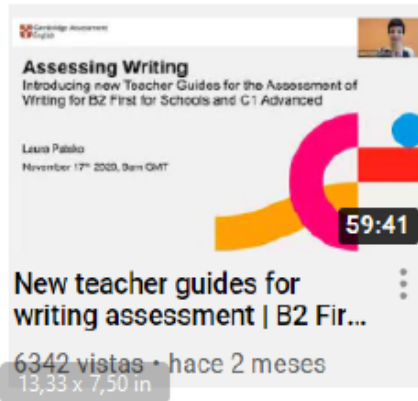 Cambridge Assessment
English
Assessing Writing
Introducing new Teacher Guides for the Assessment of
Writing for B2 First for Schools and C1 Advanced
Laura Patsko
November 17th 2020, 9am GMT
59:41
New teacher guides for
writing assessment | B2 Fir...
6342 vistas • hace 2 meses
13,33 x 7,50 in